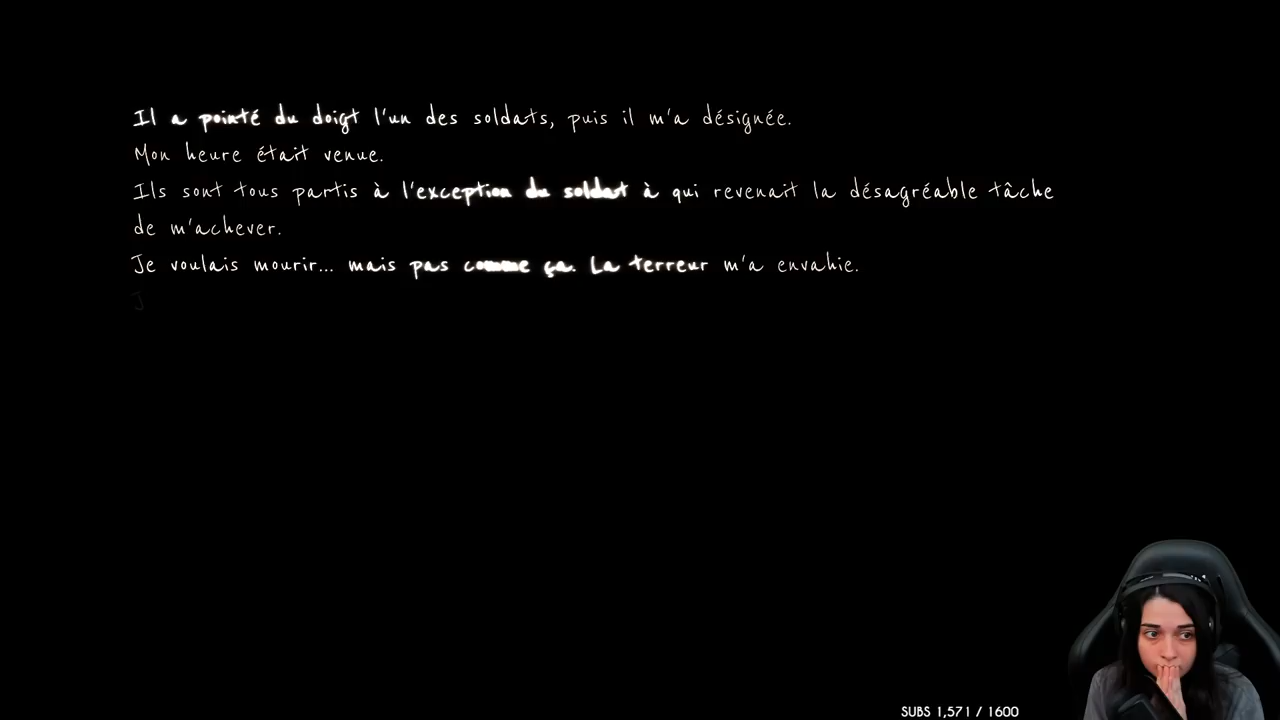 Il a pointé du doigt l'un des soldats, puis il m'a désignée.
Mon heure était venue.
Ils sont tous partis à l'exception du soldat à qui revenait la désagréable tâche
de m'achever.
Je voulais mourir... mais pas comme ça. La terreur m'a envahie.
J
SUBS 1,571 / 1600